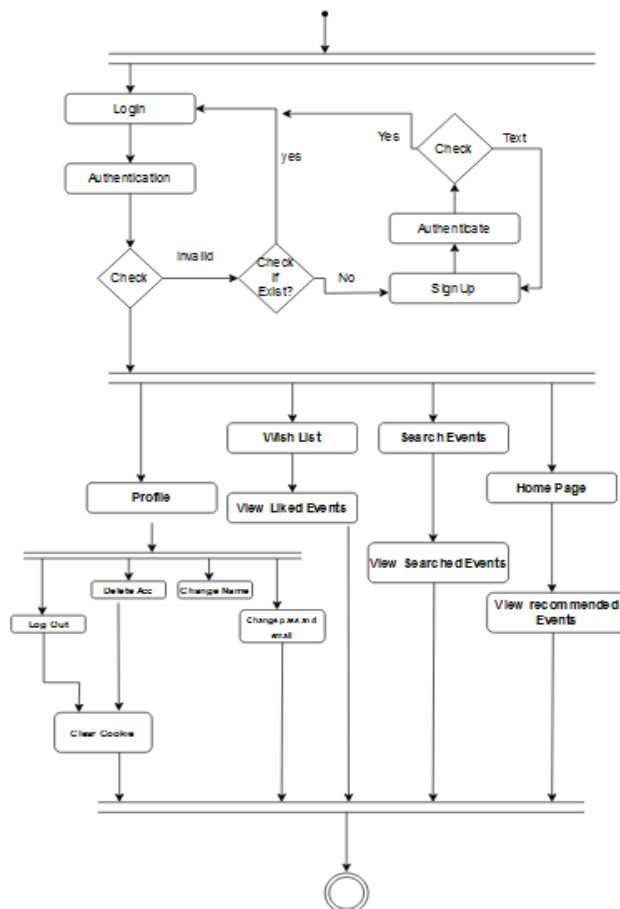 Login
Yes
Check
Text
yes
Authentication
Authenticate
Invalid
Check
Check
If
Exist?
No
Sign Up
Wish List
Search Events
Profile
View Liked Events
Home Page
View Searched Events
Delete Acc
Change Name
View recommended
Events
Log Out
Change pass and
email
Clear Cookie